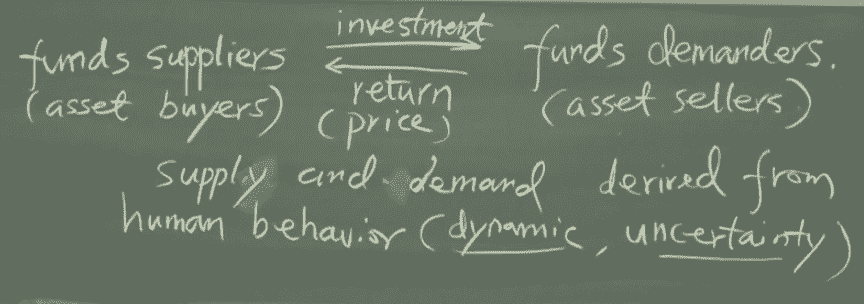 investment
funds suppliers ⟶ funds demanders.
⟵
(asset buyers) return (asset sellers)
(price)
supply and demand derived from
human behavior (dynamic, uncertainty)